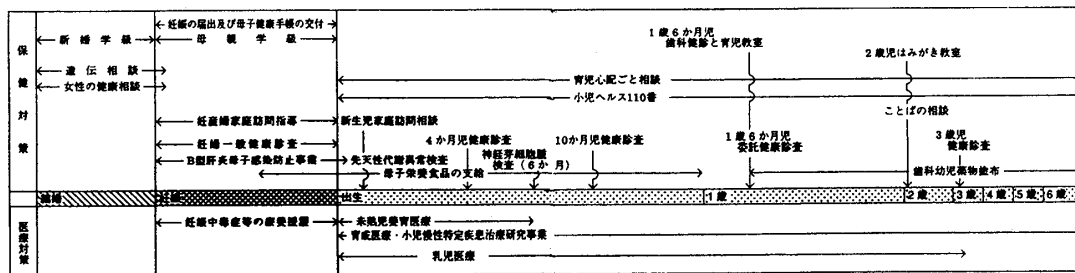 保健対策
妊娠の届出及び母子健康手帳の交付
新婚学級
母親学級
遺伝相談
女性の健康相談
1歳6か月児
歯科健診と育児教室
2歳児はみがき教室
育児心配ごと相談
小児ヘルス110番
ことばの相談
妊産婦家庭訪問指導
新生児家庭訪問相談
妊婦一般健康診査
4か月児健康診査
10か月児健康診査
1歳6か月児
委託健康診査
3歳児
健康診査
B型肝炎母子感染防止事業
先天性代謝異常検査
神経芽細胞腫
検査(6か月)
母子栄養食品の支給
歯科幼児薬物塗布
結婚
妊娠
出生
1歳
2歳
3歳
4歳
5歳
6歳
医療対策
妊娠中毒症等の療養援護
未熟児養育医療
育成医療・小児慢性特定疾患治療研究事業
乳児医療